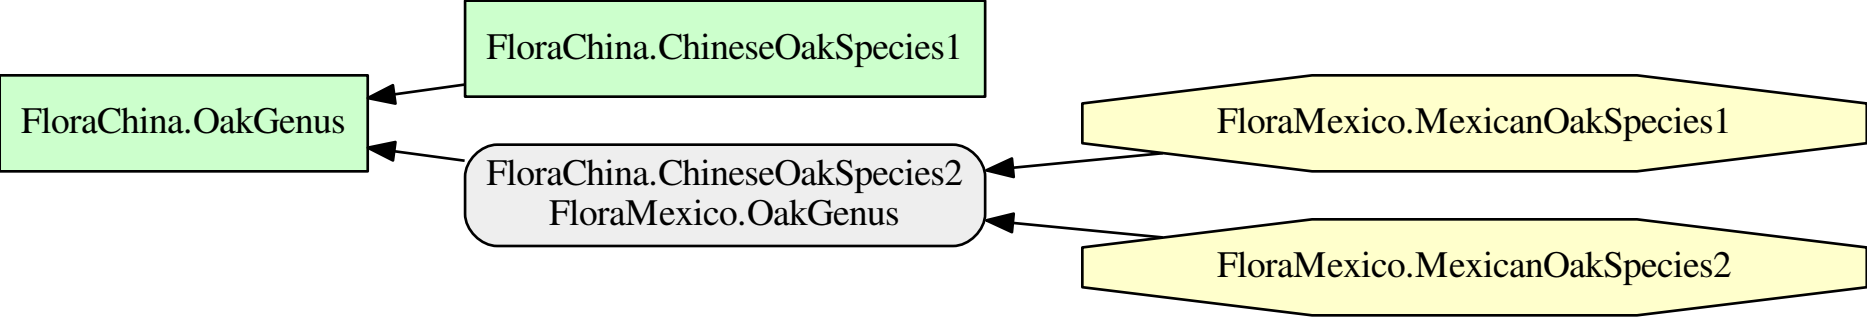 FloraChina.OakGenus
FloraChina.ChineseOakSpecies1
FloraChina.ChineseOakSpecies2
FloraMexico.OakGenus
FloraMexico.MexicanOakSpecies1
FloraMexico.MexicanOakSpecies2